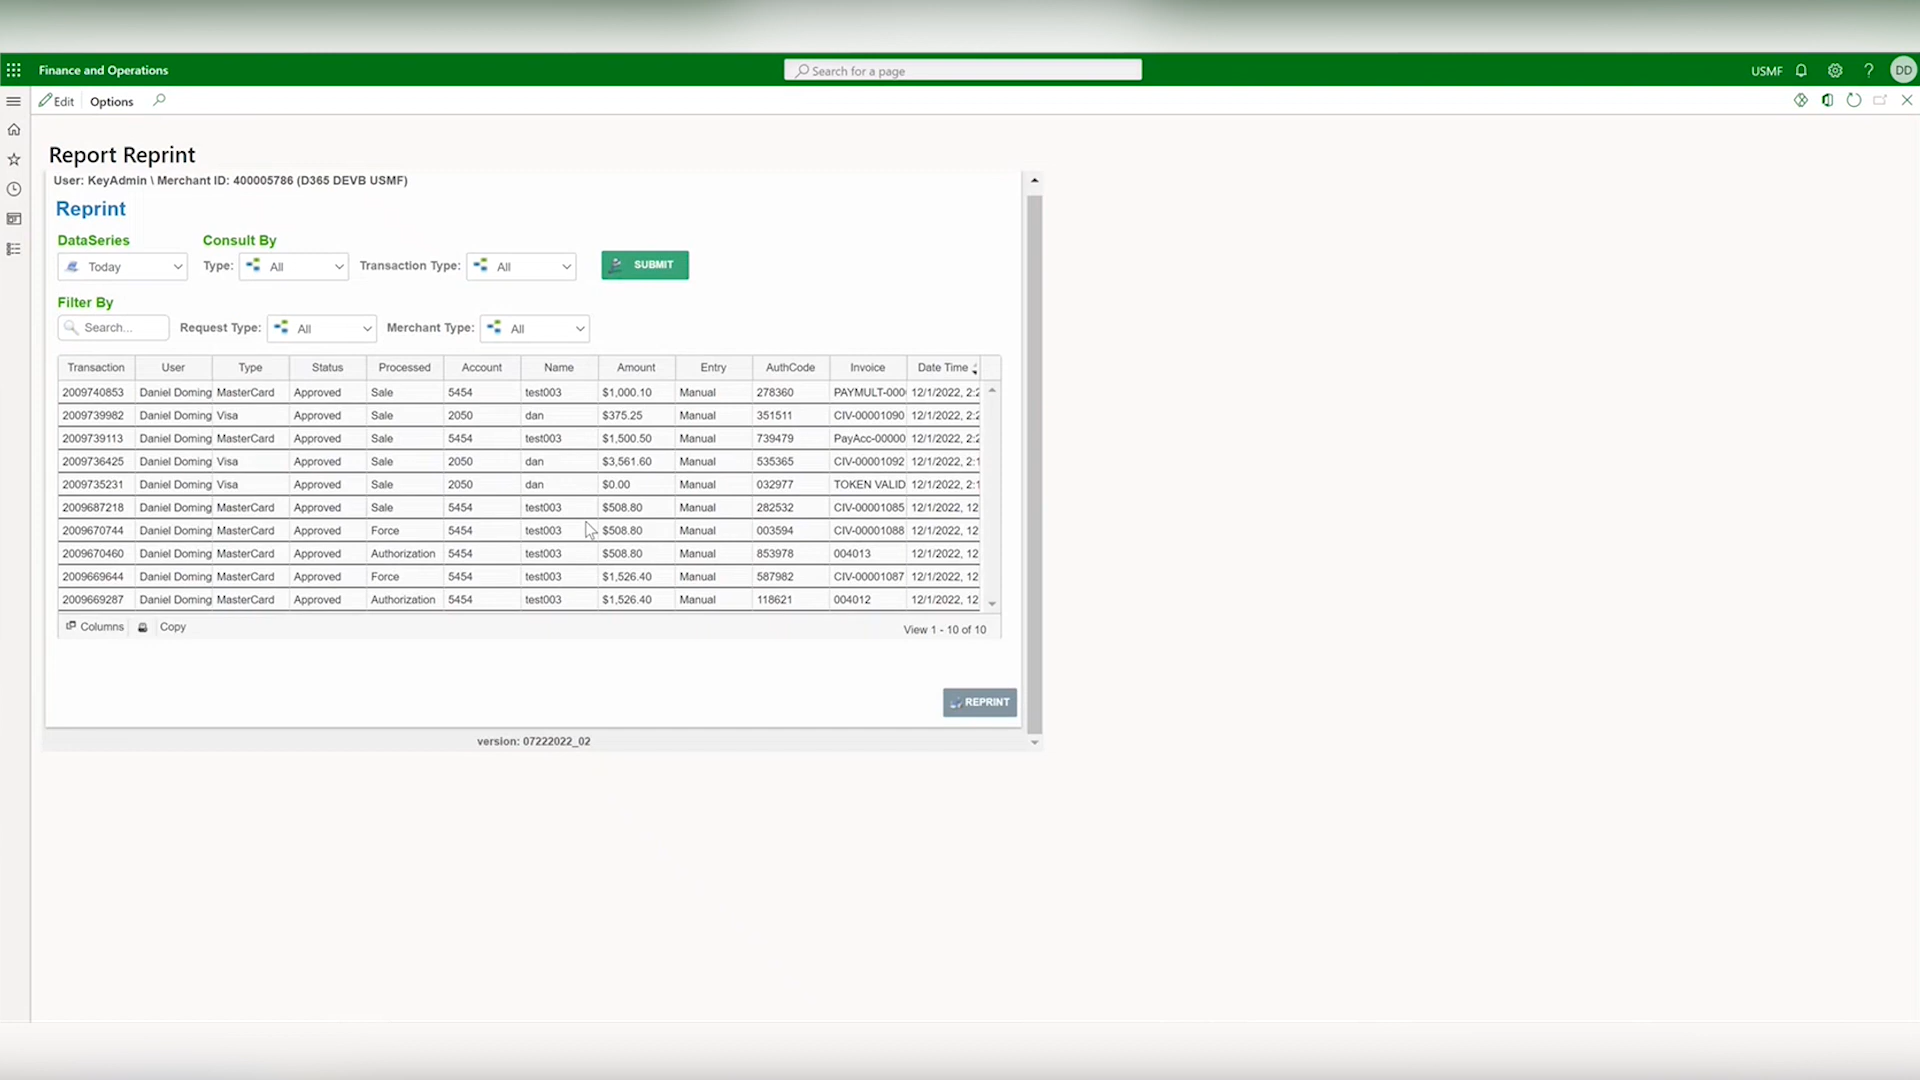 Finance and Operations Search for a page USMF ? DD
Edit Options
Report Reprint
User: KeyAdmin \ Merchant ID: 400005786 (D365 DEVB USMF)
Reprint
DataSeries Consult By
Today Type: All Transaction Type: All SUBMIT
Filter By
Search... Request Type: All Merchant Type: All
Transaction User Type Status Processed Account Name Amount Entry AuthCode Invoice Date Time
2009740853 Daniel Doming MasterCard Approved Sale 5454 test003 $1,000.10 Manual 278360 PAYMULT-000 12/1/2022, 2:2
2009739982 Daniel Doming Visa Approved Sale 2050 dan $375.25 Manual 351511 CIV-00001090 12/1/2022, 2:2
2009739113 Daniel Doming MasterCard Approved Sale 5454 test003 $1,500.50 Manual 739479 PayAcc-00000 12/1/2022, 2:2
2009736425 Daniel Doming Visa Approved Sale 2050 dan $3,561.60 Manual 535365 CIV-00001092 12/1/2022, 2:1
2009735231 Daniel Doming Visa Approved Sale 2050 dan $0.00 Manual 032977 TOKEN VALID 12/1/2022, 2:1
2009687218 Daniel Doming MasterCard Approved Sale 5454 test003 $508.80 Manual 282532 CIV-00001085 12/1/2022, 12
2009670744 Daniel Doming MasterCard Approved Force 5454 test003 $508.80 Manual 003594 CIV-00001088 12/1/2022, 12
2009670460 Daniel Doming MasterCard Approved Authorization 5454 test003 $508.80 Manual 853978 004013 12/1/2022, 12
2009669644 Daniel Doming MasterCard Approved Force 5454 test003 $1,526.40 Manual 587982 CIV-00001087 12/1/2022, 12
2009669287 Daniel Doming MasterCard Approved Authorization 5454 test003 $1,526.40 Manual 118621 004012 12/1/2022, 12
Columns Copy View 1 - 10 of 10
REPRINT
version: 07222022_02